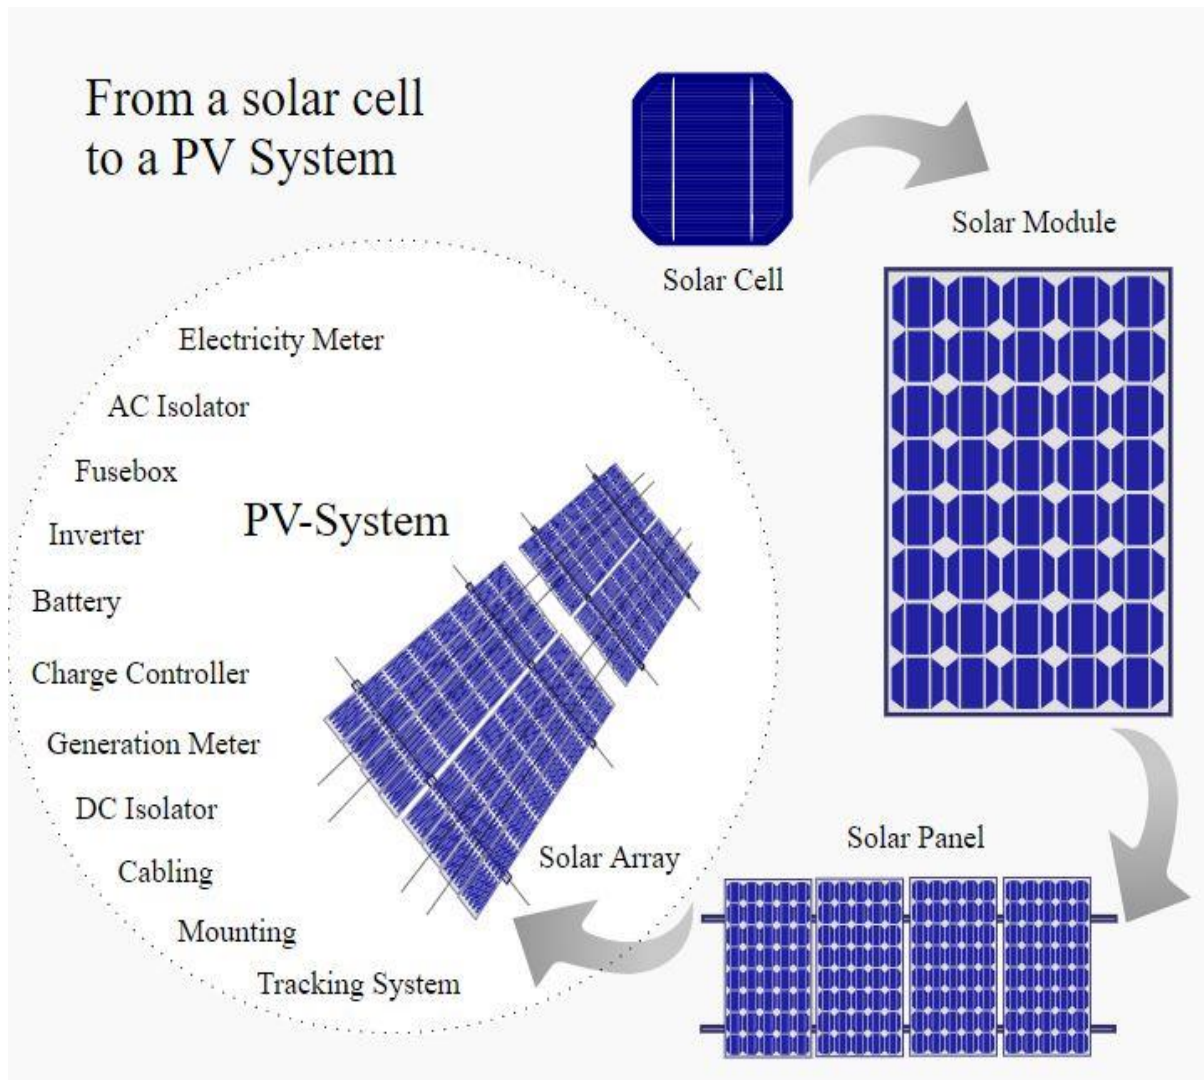 From a solar cell
to a PV System
Solar Cell
Solar Module
Electricity Meter
AC Isolator
Fusebox
PV-System
Inverter
Battery
Charge Controller
Generation Meter
DC Isolator
Cabling
Mounting
Tracking System
Solar Array
Solar Panel